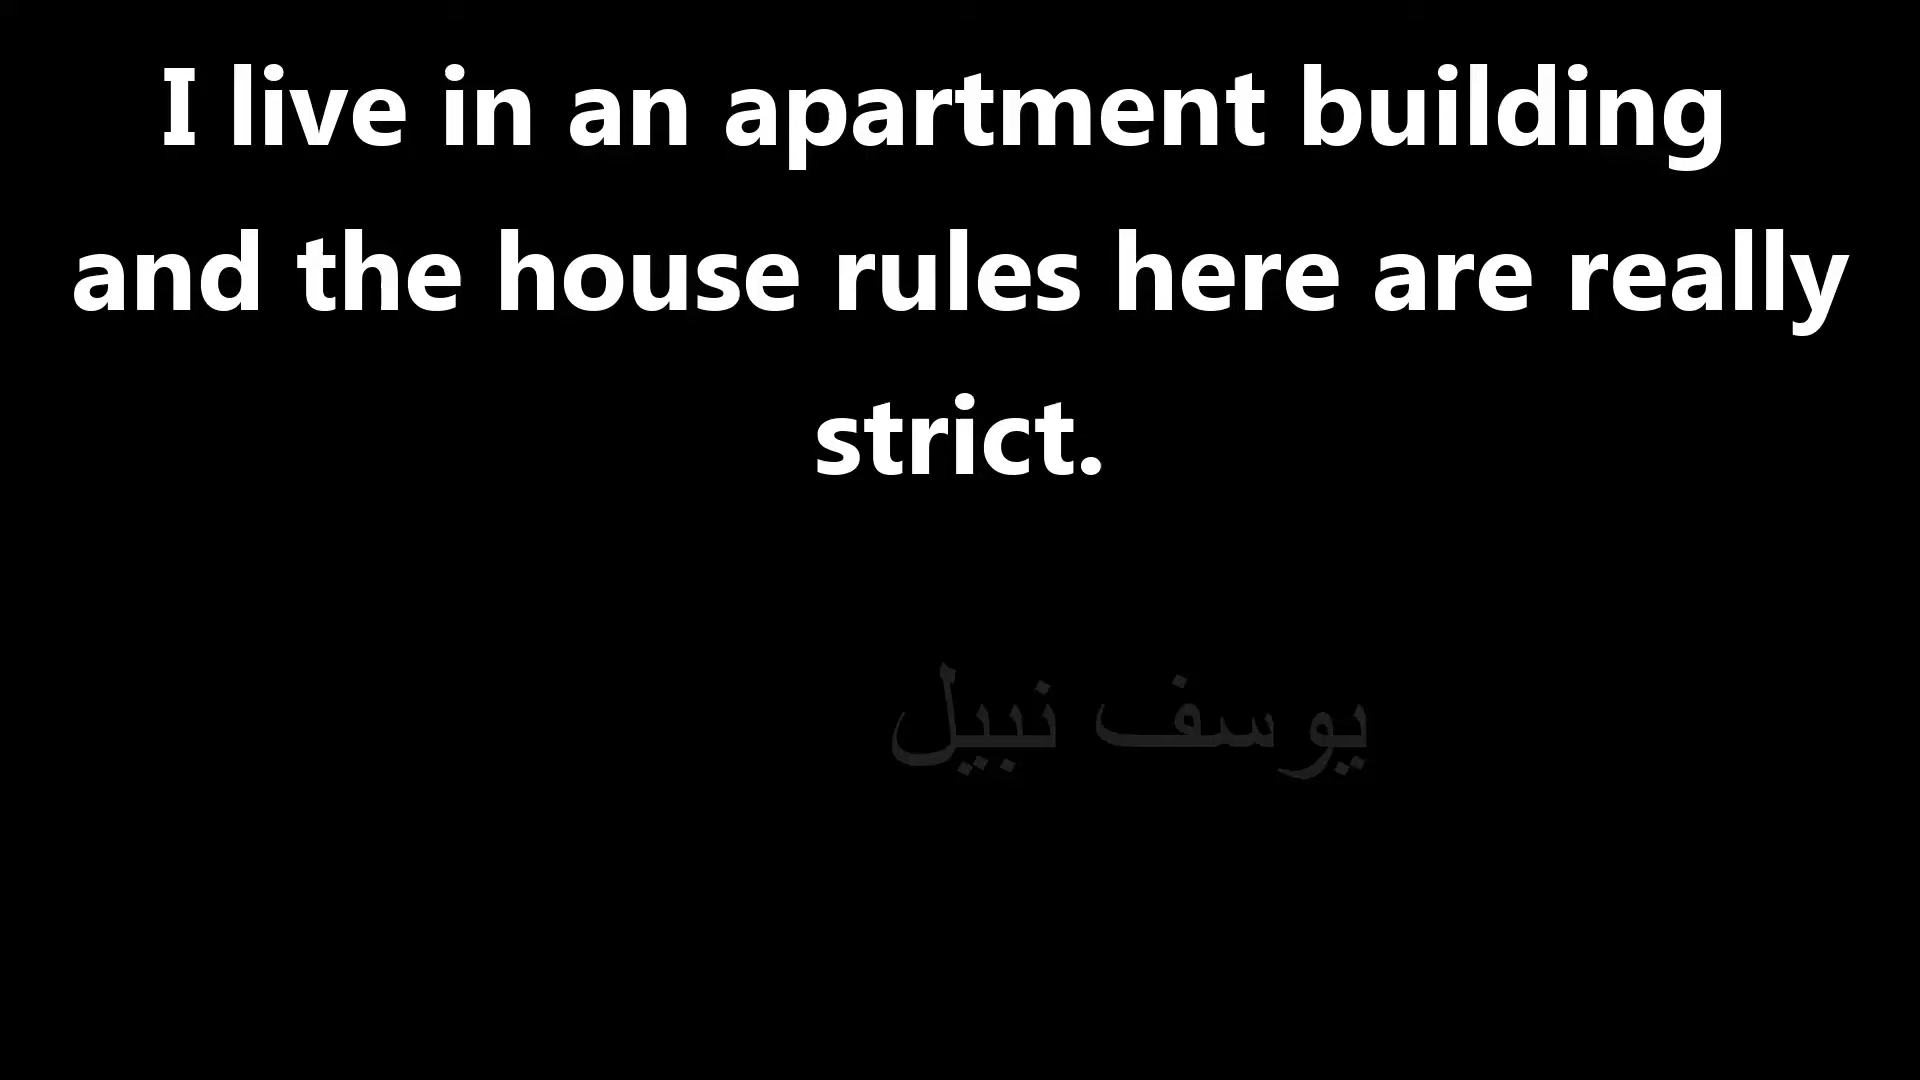 I live in an apartment building
and the house rules here are really
strict.
يوسف نبيل